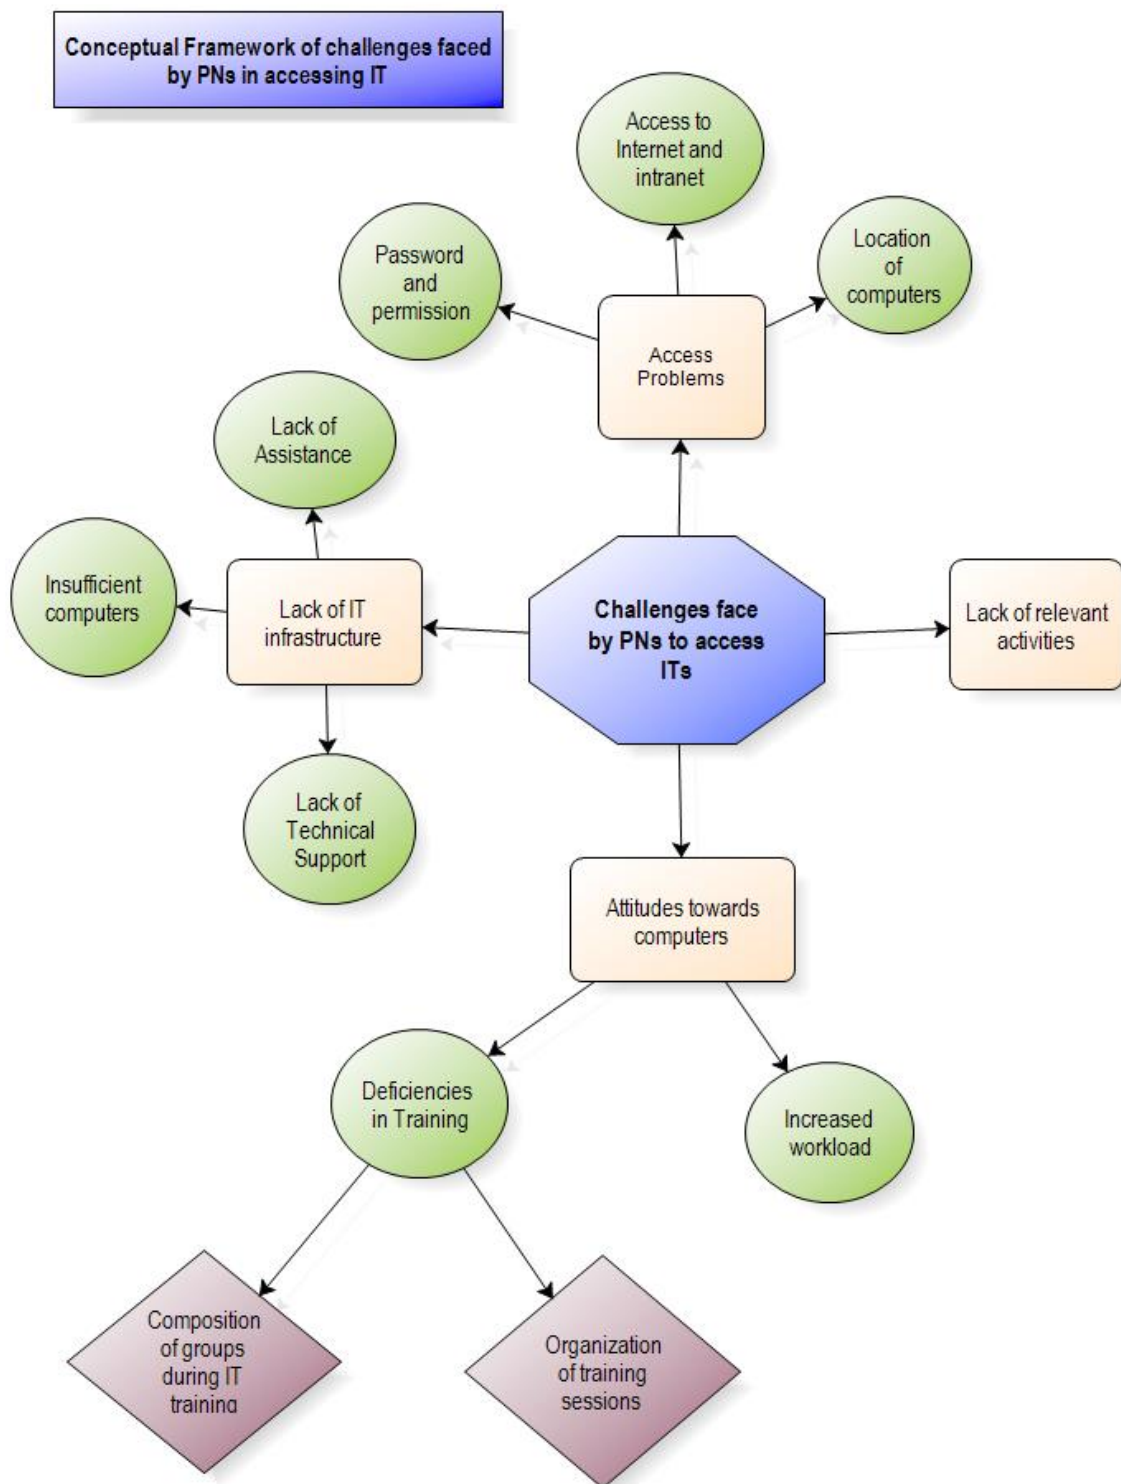 Conceptual Framework of challenges faced
by PNs in accessing IT
Access to
Internet and
intranet
Password
and
permission
Location
of
computers
Access
Problems
Lack of
Assistance
Insufficient
computers
Lack of IT
infrastructure
Challenges face
by PNs to access
ITs
Lack of relevant
activities
Lack of
Technical
Support
Attitudes towards
computers
Deficiencies
in Training
Increased
workload
Composition
of groups
during IT
training
Organization
of training
sessions